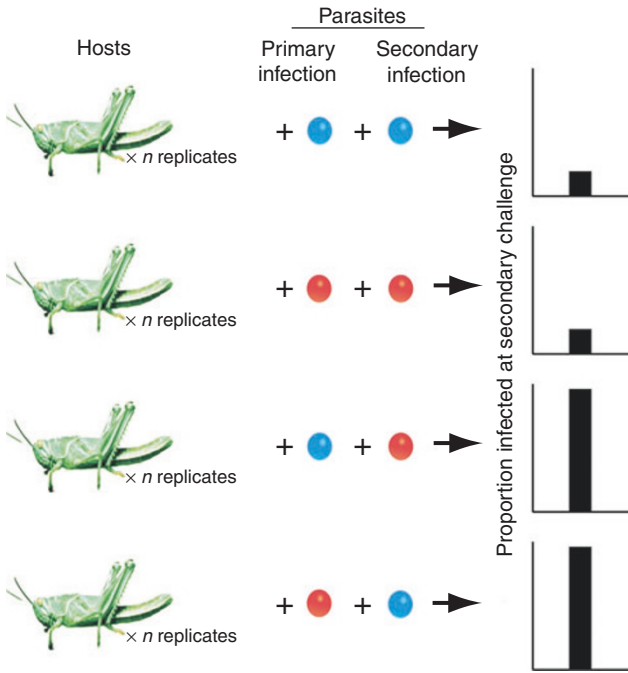 Parasites
Hosts
Primary infection
Secondary infection
× n replicates
× n replicates
× n replicates
× n replicates
Proportion infected at secondary challenge